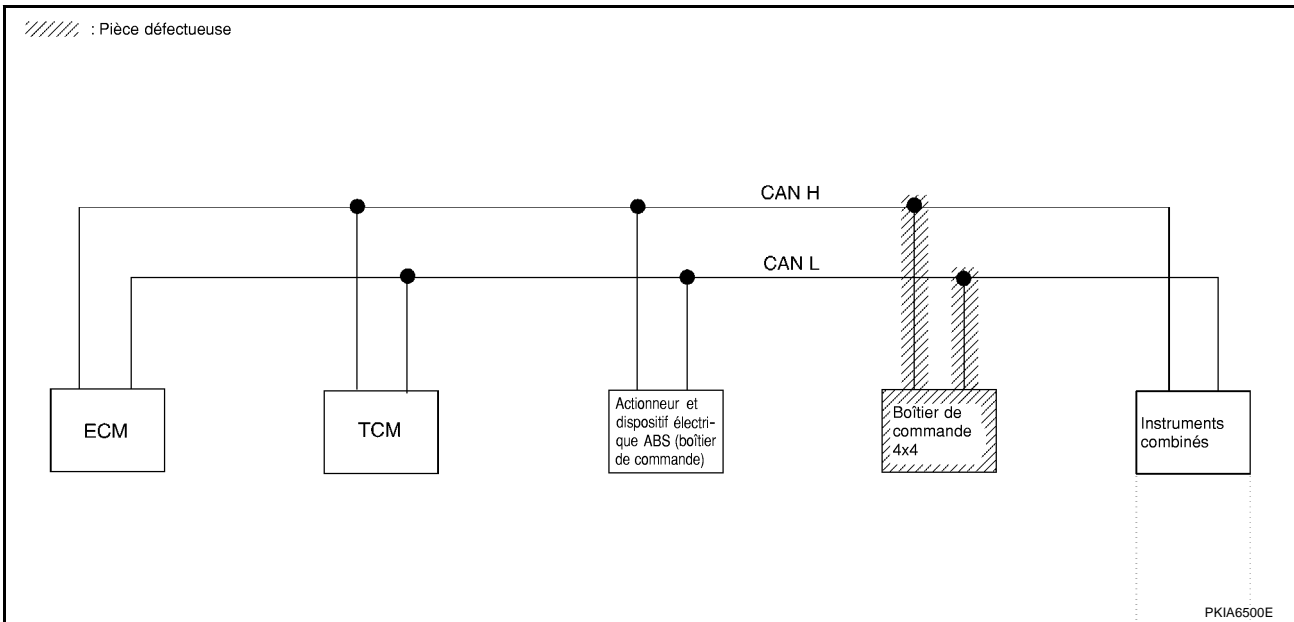 : Pièce défectueuse
CAN H
CAN L
ECM
TCM
Actionneur et
dispositif électri-
que ABS (boîtier
de commande)
Boîtier de
commande
4x4
Instruments
combinés
PKIA6500E